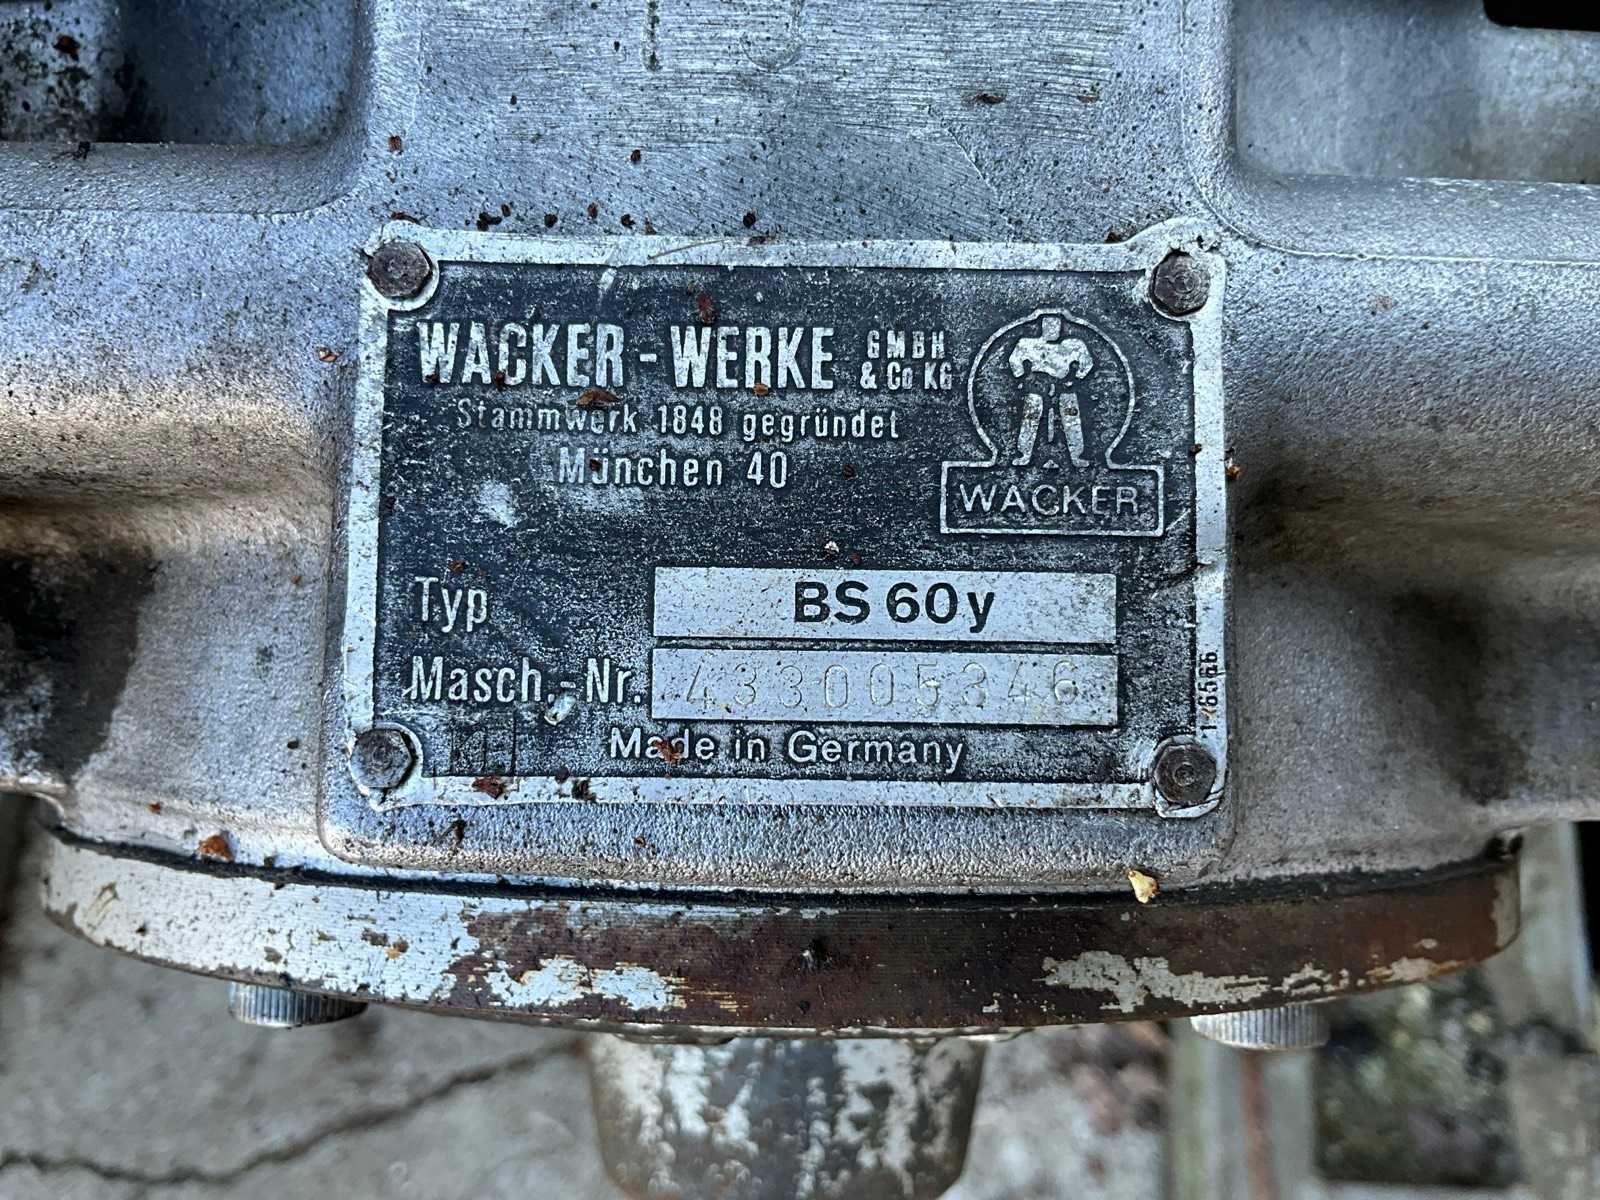 WACKER-WERKE GMBH & Co KG
Stammwerk 1848 gegründet
München 40
WACKER
Typ BS 60y
Masch.-Nr. 433005346
Made in Germany